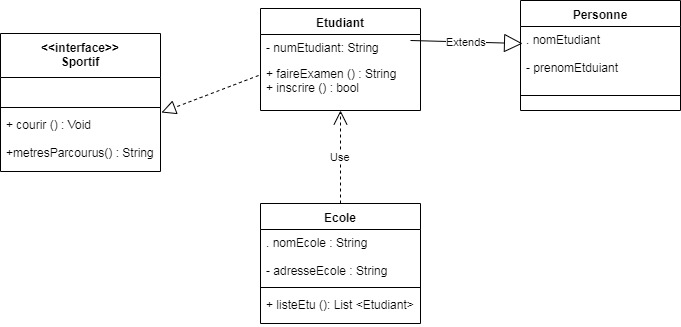 <<interface>>
Sportif
+ courir () : Void
+metresParcourus() : String
Etudiant
- numEtudiant: String
+ faireExamen () : String
+ inscrire () : bool
Extends
Personne
. nomEtudiant
- prenomEtduiant
Use
Ecole
. nomEcole : String
- adresseEcole : String
+ listeEtu (): List <Etudiant>